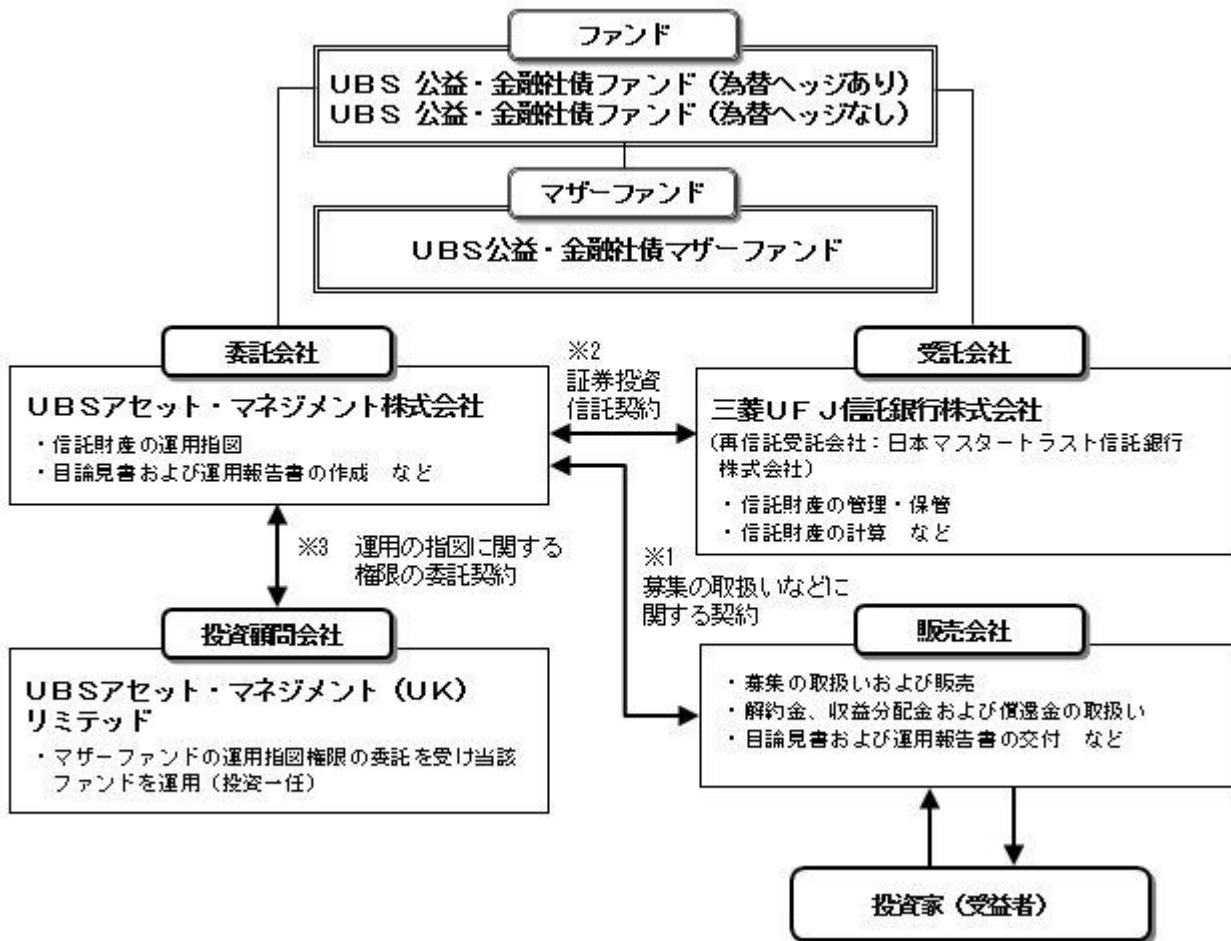 ファンド
UBS 公益・金融社債ファンド(為替ヘッジあり)
UBS 公益・金融社債ファンド(為替ヘッジなし)
マザーファンド
UBS公益・金融社債マザーファンド
委託会社
UBSアセット・マネジメント株式会社
・信託財産の運用指図
・目論見書および運用報告書の作成 など
※2
証券投資
信託契約
受託会社
三菱UFJ信託銀行株式会社
(再信託受託会社:日本マスタートラスト信託銀行
株式会社)
・信託財産の管理・保管
・信託財産の計算 など
※3 運用の指図に関する
権限の委託契約
※1
募集の取扱いなどに
関する契約
投資顧問会社
UBSアセット・マネジメント(UK)
リミテッド
・マザーファンドの運用指図権限の委託を受け当該
ファンドを運用(投資一任)
販売会社
・募集の取扱いおよび販売
・解約金、収益分配金および償還金の取扱い
・目論見書および運用報告書の交付 など
投資家(受益者)